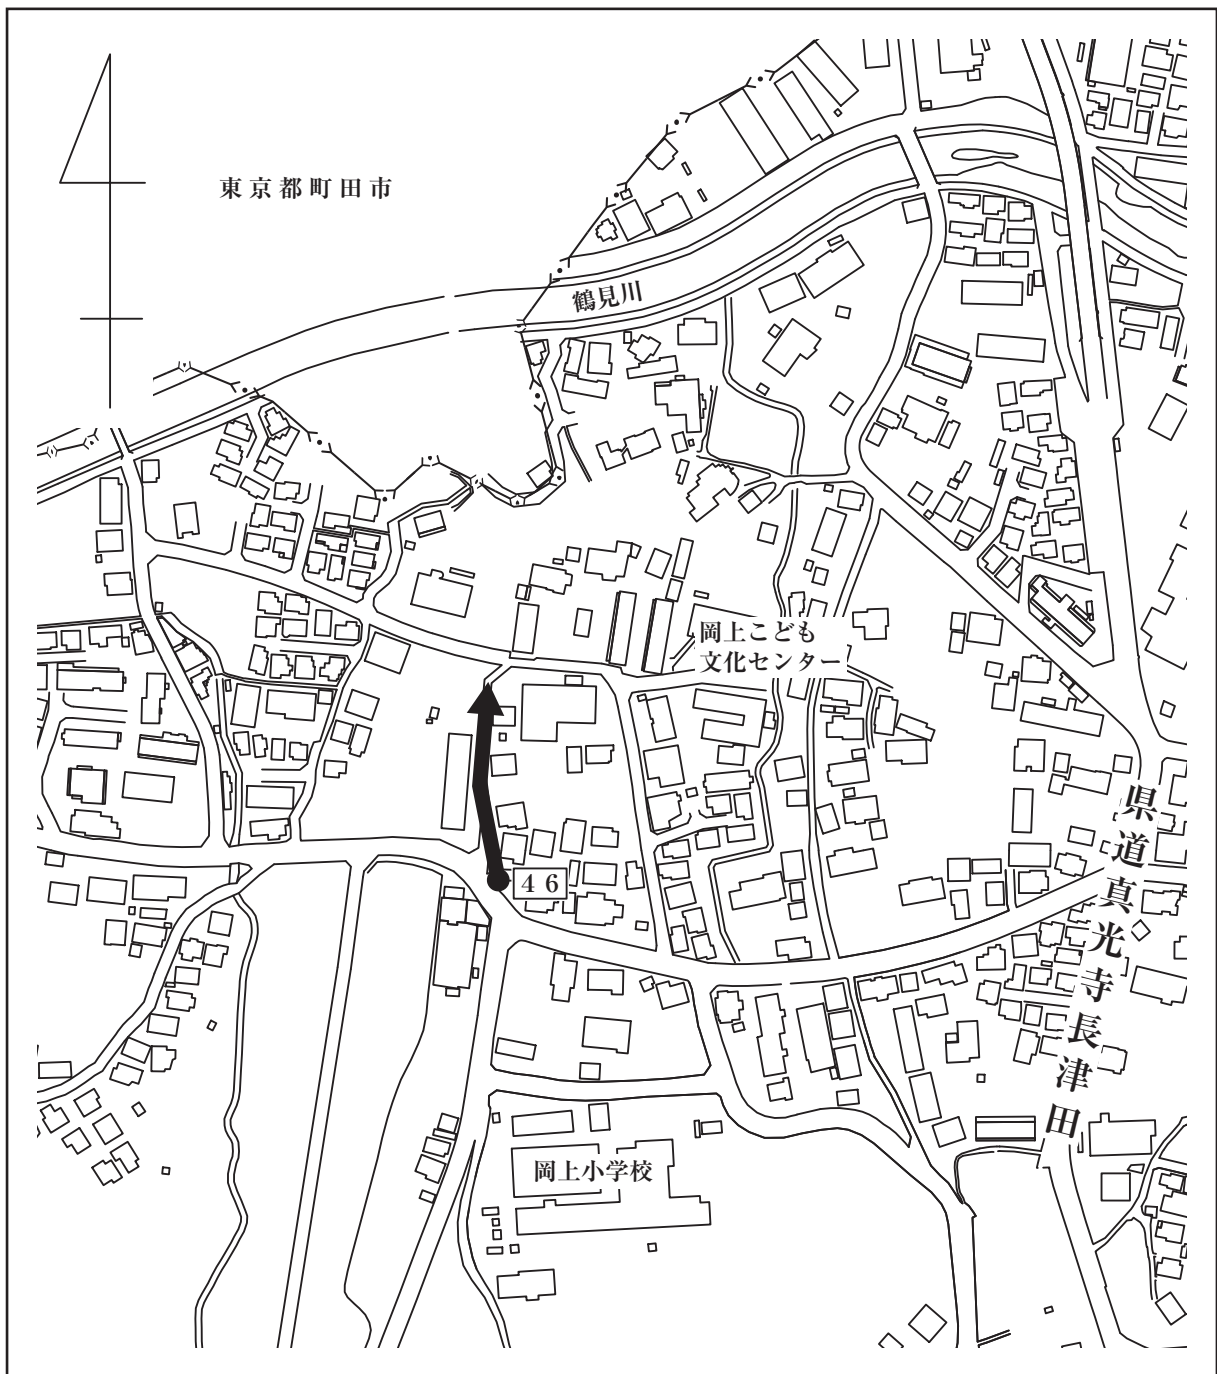 東京都町田市
鶴見川
岡上こども
文化センター
県道真光寺長津田
４６
岡上小学校